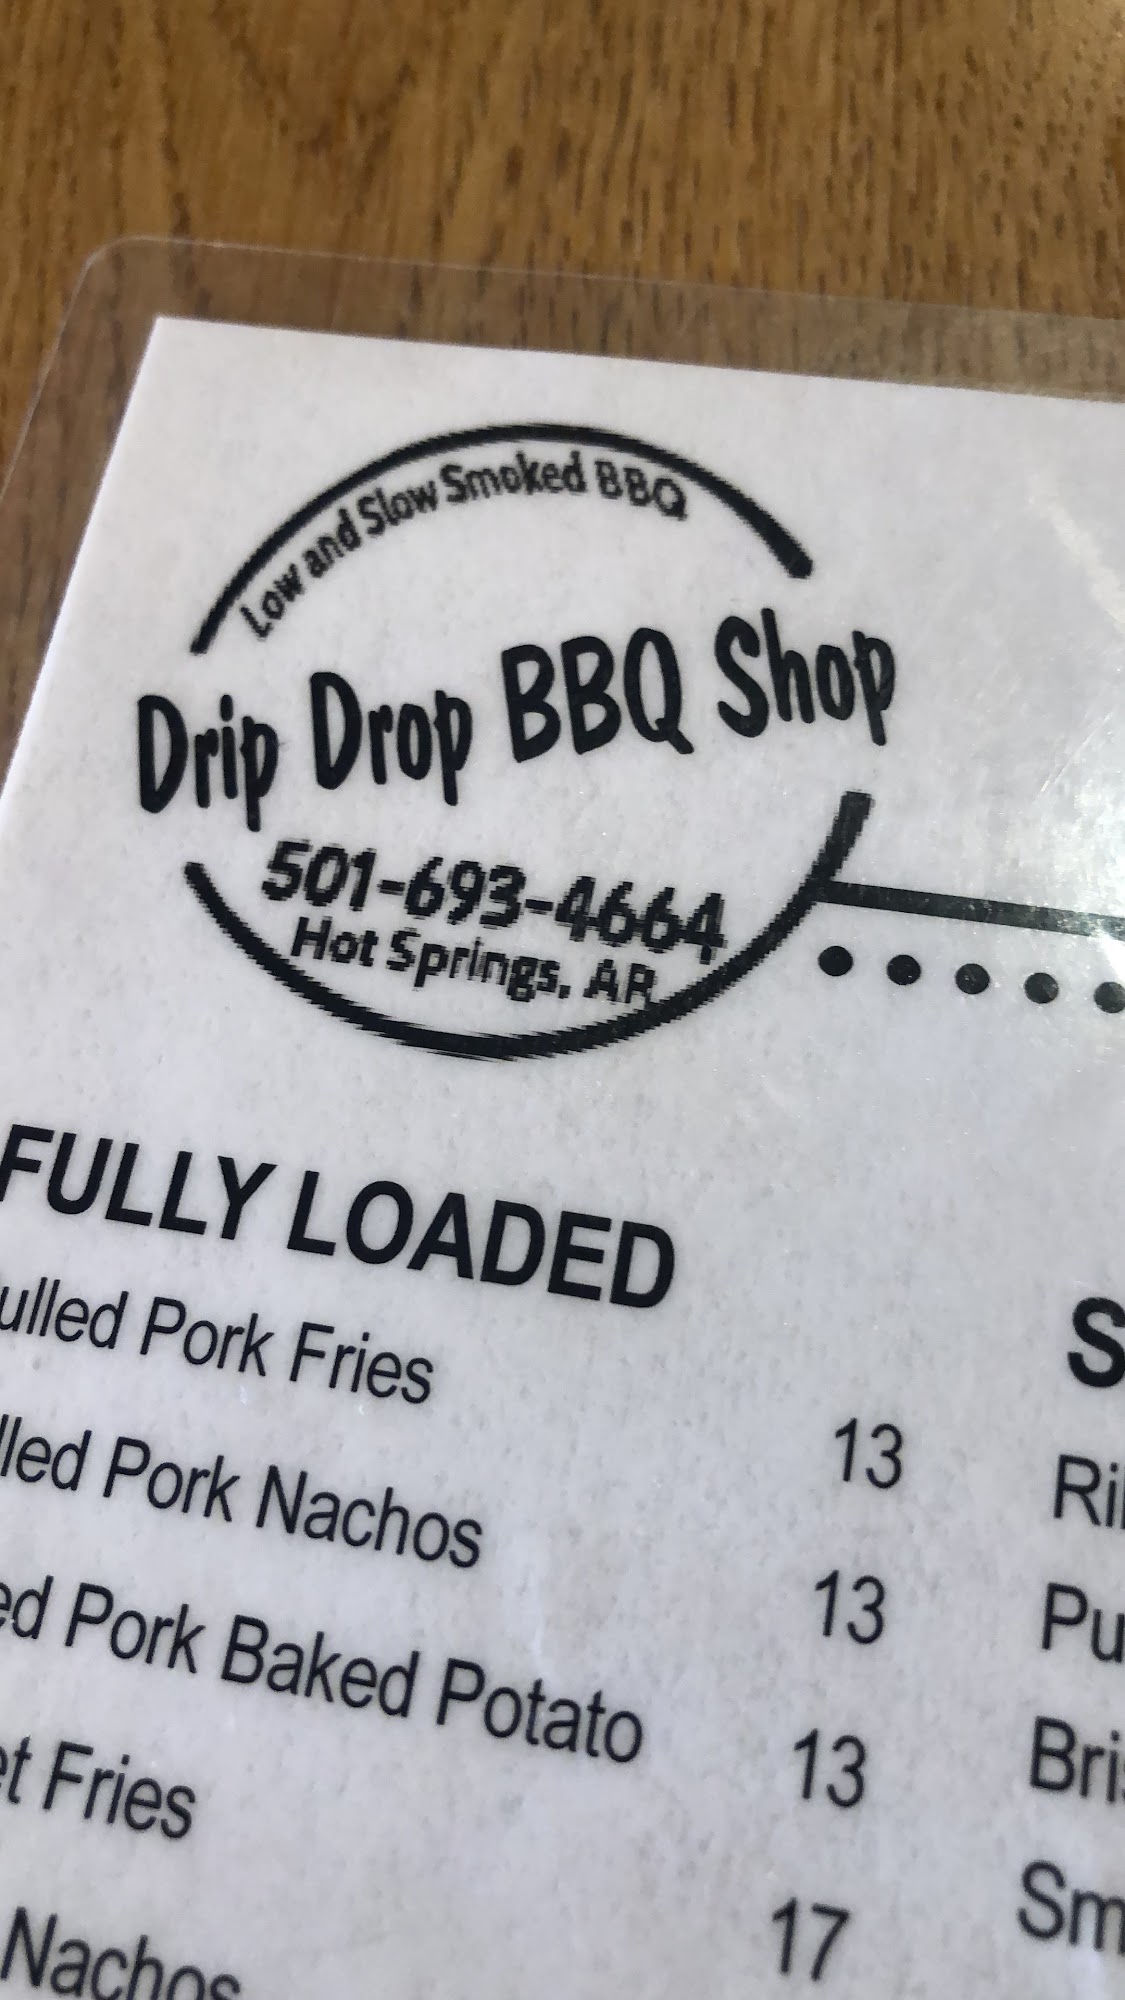 Low and Slow Smoked BBQ
Drip Drop BBQ Shop
501-693-4664
Hot Springs, AR
FULLY LOADED
ulled Pork Fries 13
lled Pork Nachos 13
ed Pork Baked Potato 13
et Fries 17
Nachos
S
Ri
Pu
Bris
Sm